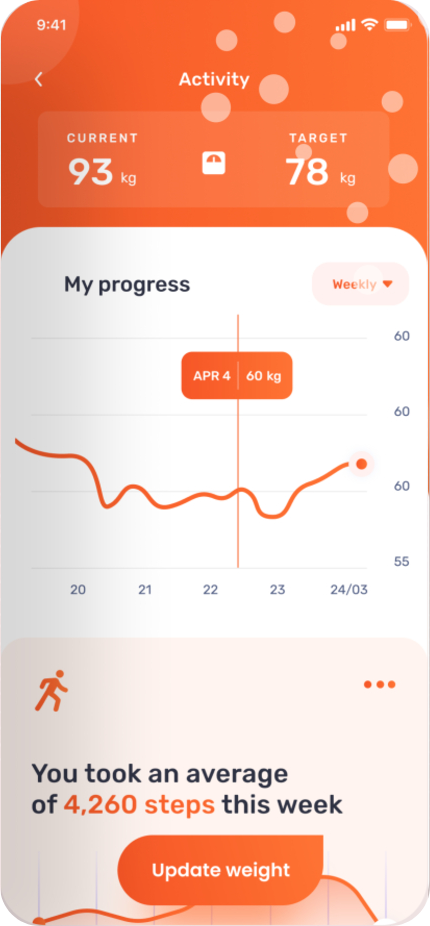 9:41
Activity
CURRENT
TARGET
93 kg
78 kg
My progress
Weekly
60
APR 4 60 kg
60
60
55
20 21 22 23 24/03
You took an average
of 4,260 steps this week
Update weight